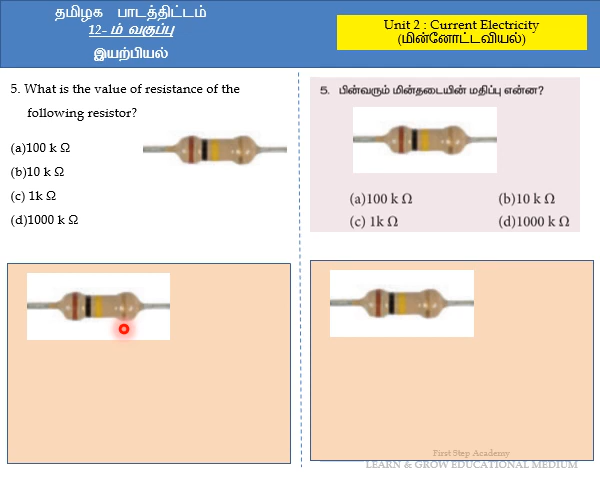 தமிழக பாடத்திட்டம்
12- ம் வகுப்பு
இயற்பியல்
Unit 2 : Current Electricity
(மின்னோட்டவியல்)
5. What is the value of resistance of the
following resistor?
(a)100 k Ω
(b)10 k Ω
(c) 1k Ω
(d)1000 k Ω
5. பின்வரும் மின்தடையின் மதிப்பு என்ன?
(a)100 k Ω (b)10 k Ω
(c) 1k Ω (d)1000 k Ω
First Step Academy
LEARN & GROW EDUCATIONAL MEDIUM